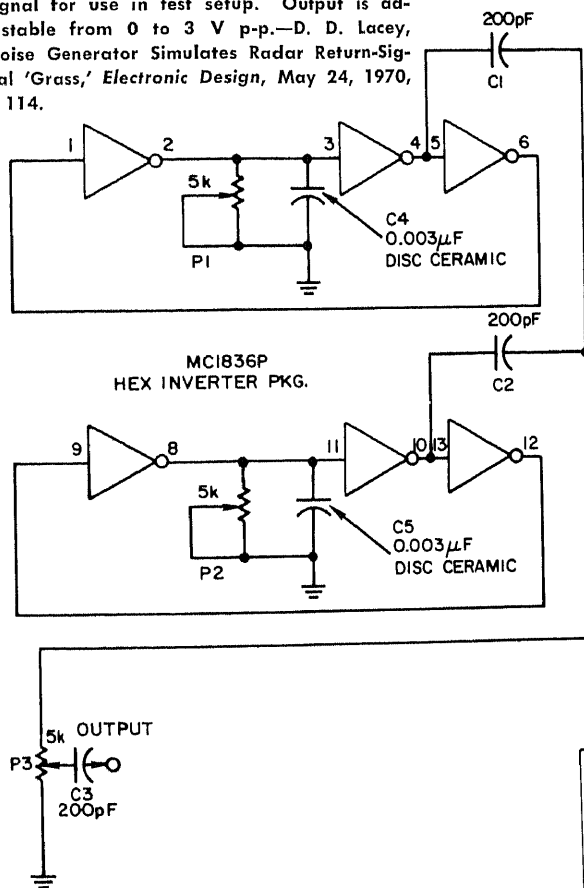 gnal for use in test setup. Output is ad-
stable from 0 to 3 V p-p.—D. D. Lacey,
oise Generator Simulates Radar Return-Sig-
al 'Grass,' Electronic Design, May 24, 1970,
114.
200pF
C1
1 2 3 4 5 6
5k
P1
C4
0.003µF
DISC CERAMIC
200pF
C2
MC1836P
HEX INVERTER PKG.
9 8 11 10 13 12
5k
P2
C5
0.003µF
DISC CERAMIC
5k OUTPUT
P3
C3
200pF